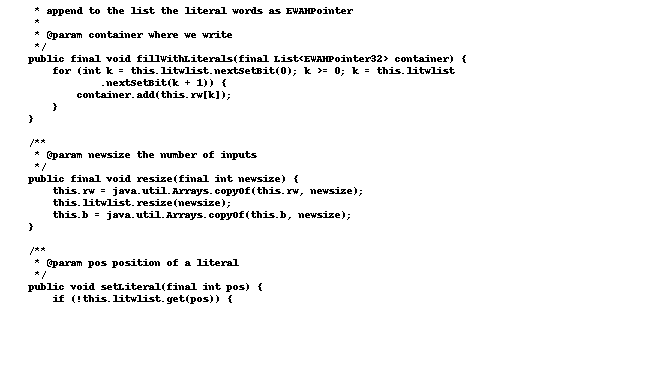 * append to the list the literal words as EWAHPointer
*
* @param container where we write
*/
public final void fillWithLiterals(final List<EWAHPointer32> container) {
for (int k = this.litwlist.nextSetBit(0); k >= 0; k = this.litwlist
.nextSetBit(k + 1)) {
container.add(this.rw[k]);
}
}
/**
* @param newsize the number of inputs
*/
public final void resize(final int newsize) {
this.rw = java.util.Arrays.copyOf(this.rw, newsize);
this.litwlist.resize(newsize);
this.b = java.util.Arrays.copyOf(this.b, newsize);
}
/**
* @param pos position of a literal
*/
public void setLiteral(final int pos) {
if (!this.litwlist.get(pos)) {